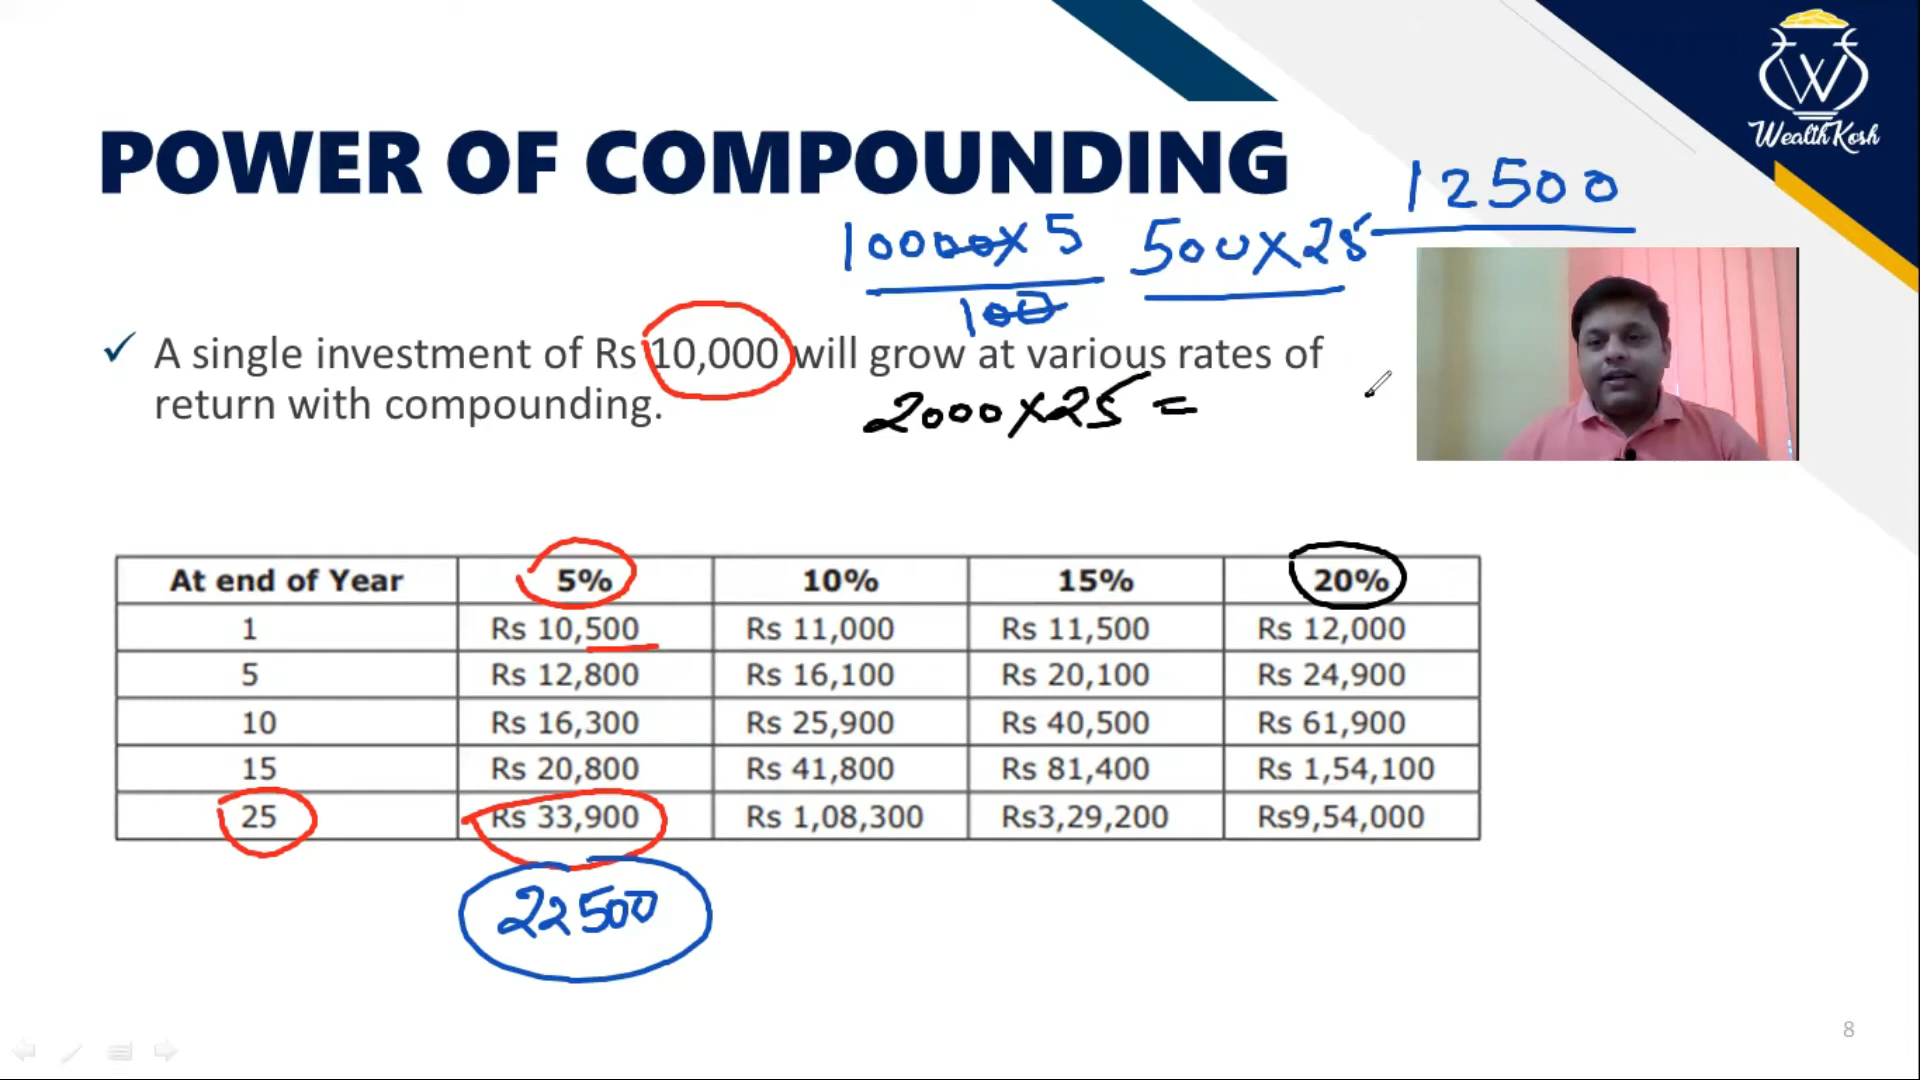 WealthKosh
POWER OF COMPOUNDING
12500
10000x5
500x25
100
✓ A single investment of Rs 10,000 will grow at various rates of
return with compounding.
2000x25=
At end of Year 5% 10% 15% 20%
1 Rs 10,500 Rs 11,000 Rs 11,500 Rs 12,000
5 Rs 12,800 Rs 16,100 Rs 20,100 Rs 24,900
10 Rs 16,300 Rs 25,900 Rs 40,500 Rs 61,900
15 Rs 20,800 Rs 41,800 Rs 81,400 Rs 1,54,100
25 Rs 33,900 Rs 1,08,300 Rs3,29,200 Rs9,54,000
22500
8